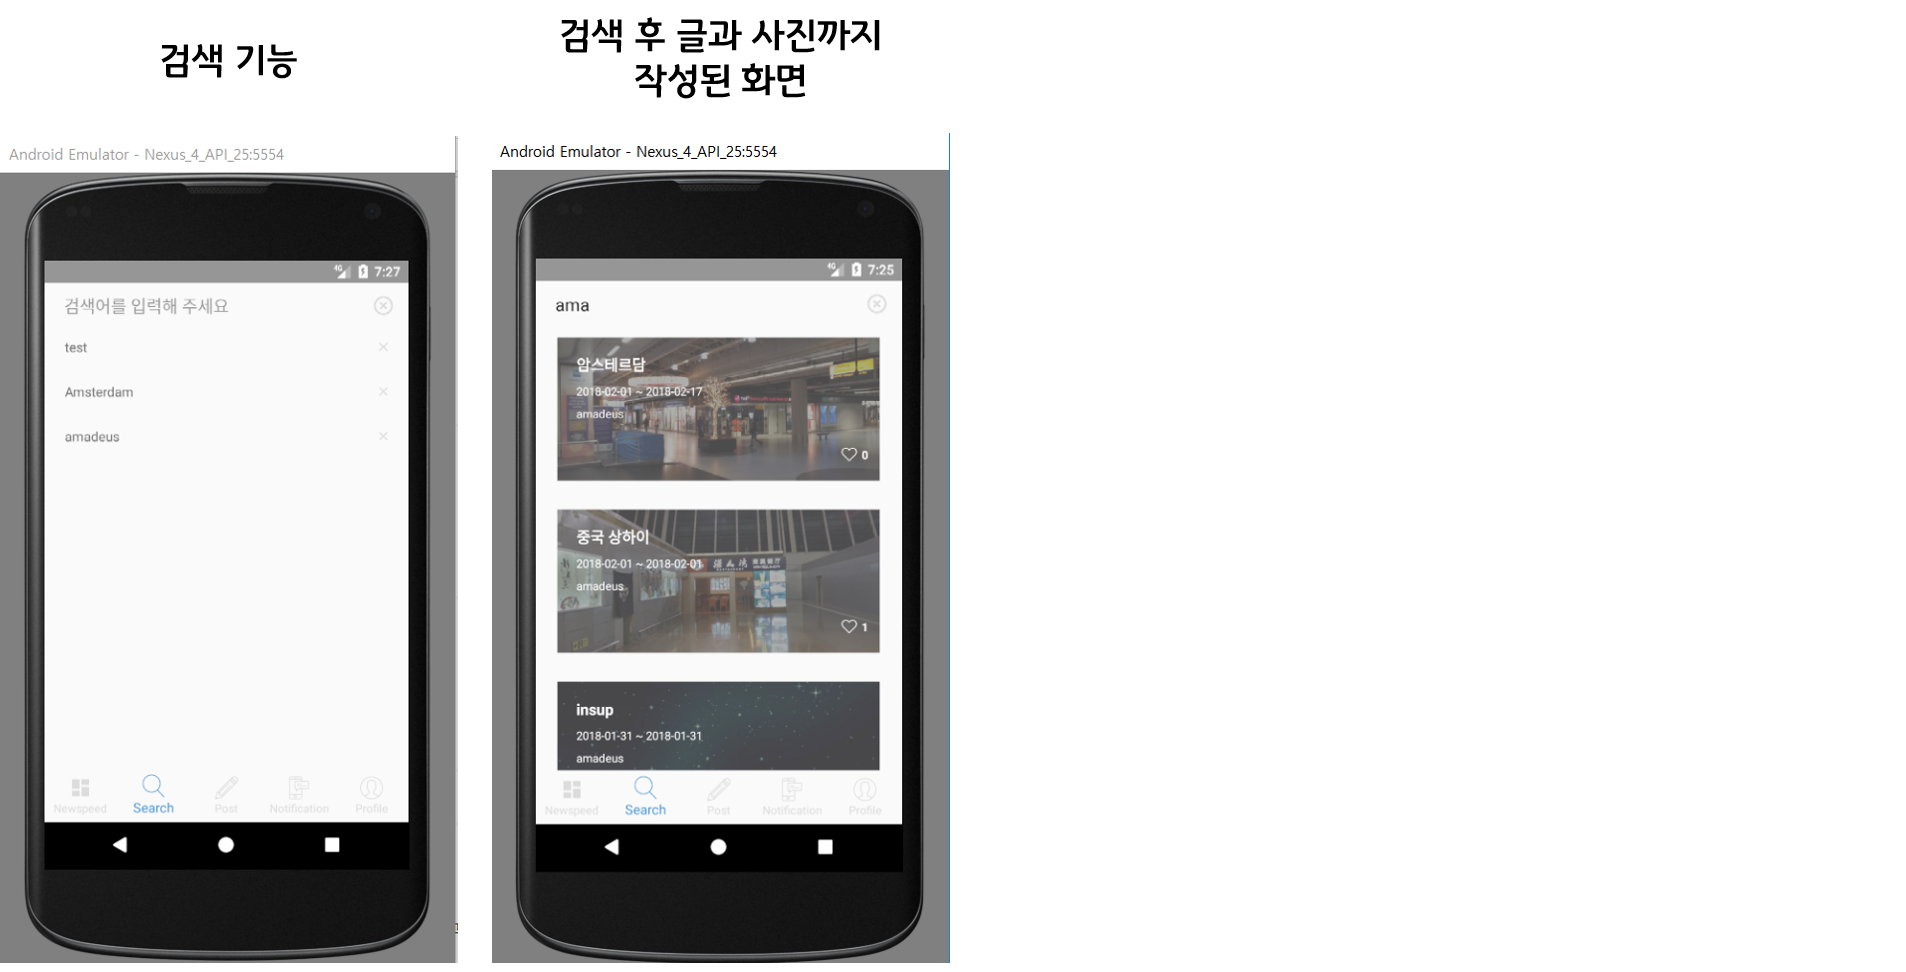 검색 기능
Android Emulator - Nexus_4_API_25:5554
4G 7:27
검색어를 입력해 주세요
test
Amsterdam
amadeus
Newspeed Search Post Notification Profile
검색 후 글과 사진까지
작성된 화면
Android Emulator - Nexus_4_API_25:5554
4G 7:25
ama
암스테르담
2018-02-01 ~ 2018-02-17
amadeus
0
중국 상하이
2018-02-01 ~ 2018-02-01
amadeus
1
insup
2018-01-31 ~ 2018-01-31
amadeus
Newspeed Search Post Notification Profile